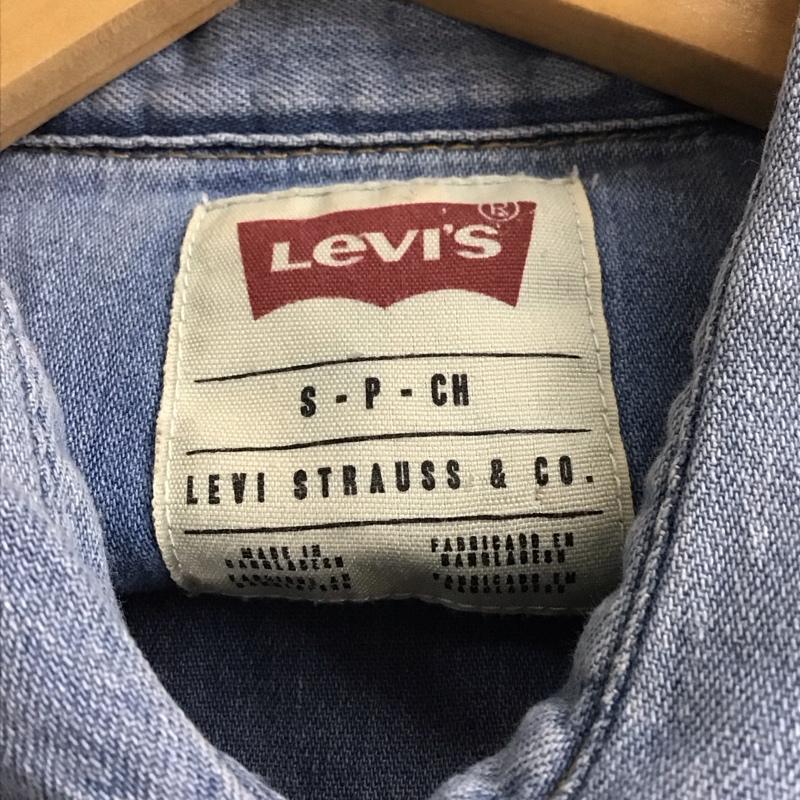 LEVI'S ®
S - P - CH
LEVI STRAUSS & CO.
MADE IN FABRICADO EN
BANGLADESH BANGLADESH
FABRICADO EM